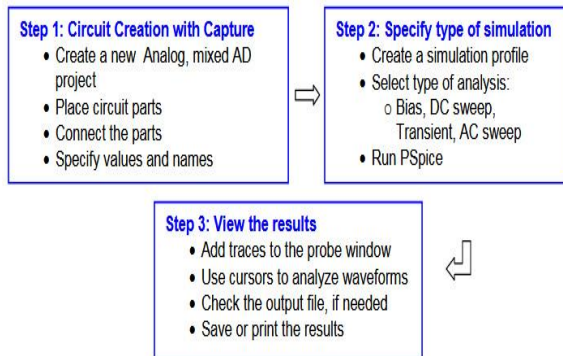 Step 1: Circuit Creation with Capture
• Create a new Analog, mixed AD
project
• Place circuit parts
• Connect the parts
• Specify values and names
Step 2: Specify type of simulation
• Create a simulation profile
• Select type of analysis:
o Bias, DC sweep,
Transient, AC sweep
• Run PSpice
Step 3: View the results
• Add traces to the probe window
• Use cursors to analyze waveforms
• Check the output file, if needed
• Save or print the results